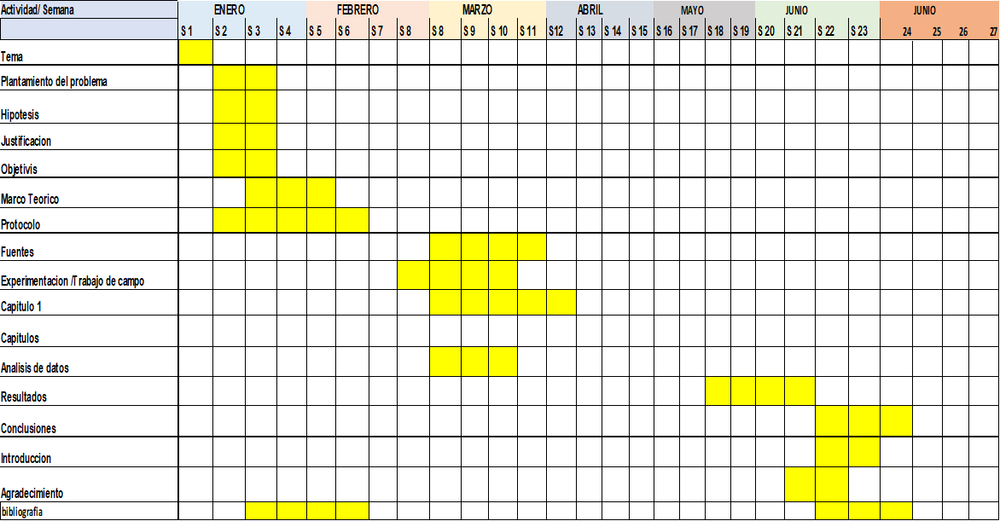 Actividad/ Semana ENERO FEBRERO MARZO ABRIL MAYO JUNIO JUNIO
S 1 S 2 S 3 S 4 S 5 S 6 S 7 S 8 S 8 S 9 S 10 S 11 S12 S 13 S 14 S 15 S 16 S 17 S 18 S 19 S 20 S 21 S 22 S 23 24 25 26 27
Tema
Plantamiento del problema
Hipotesis
Justificacion
Objetivis
Marco Teorico
Protocolo
Fuentes
Experimentacion /Trabajo de campo
Capitulo 1
Capitulos
Analisis de datos
Resultados
Conclusiones
Introduccion
Agradecimiento
bibliografia